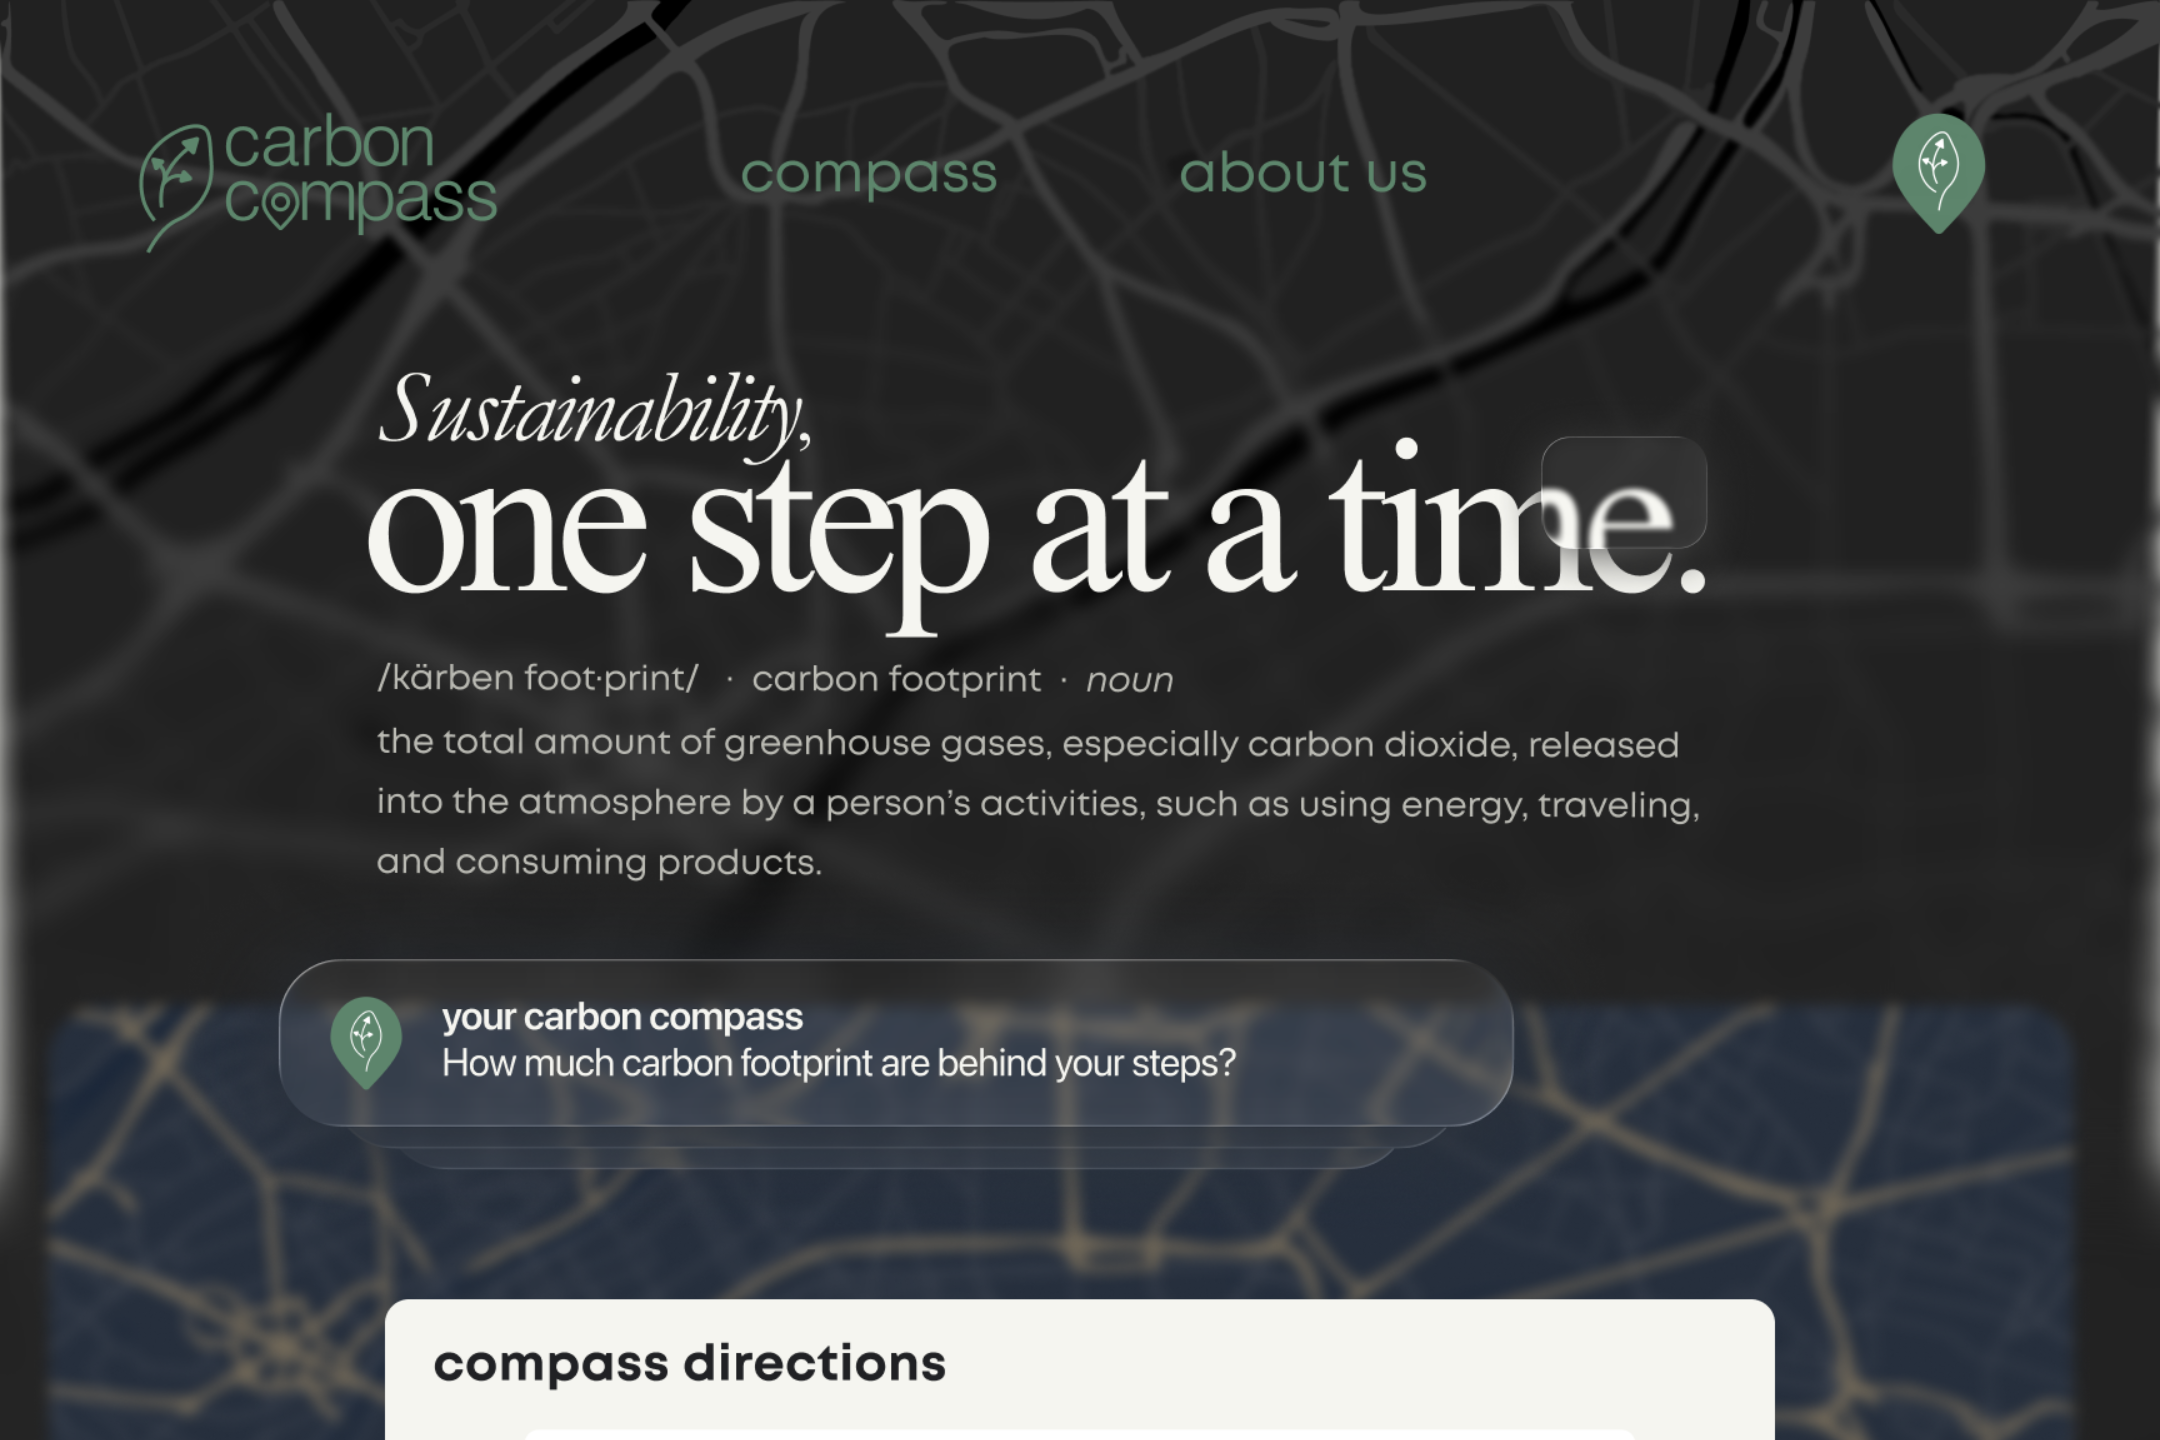 carbon
compass
compass
about us
Sustainability,
one step at a time.
/kärben foot·print/ · carbon footprint · noun
the total amount of greenhouse gases, especially carbon dioxide, released
into the atmosphere by a person’s activities, such as using energy, traveling,
and consuming products.
your carbon compass
How much carbon footprint are behind your steps?
compass directions